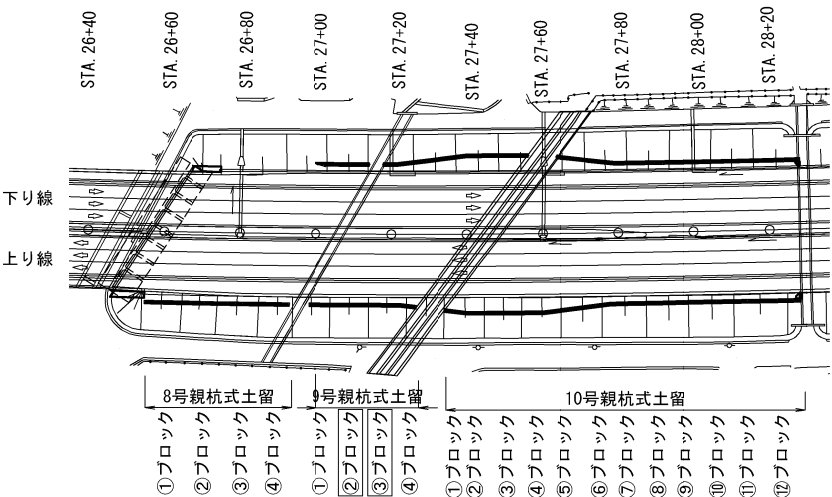 STA. 26+40
STA. 26+60
STA. 26+80
STA. 27+00
STA. 27+20
STA. 27+40
STA. 27+60
STA. 27+80
STA. 28+00
STA. 28+20
下り線
上り線
8号親杭式土留
9号親杭式土留
10号親杭式土留
①ブロック
②ブロック
③ブロック
④ブロック
①ブロック
②ブロック
③ブロック
④ブロック
①ブロック
②ブロック
③ブロック
④ブロック
⑤ブロック
⑥ブロック
⑦ブロック
⑧ブロック
⑨ブロック
⑩ブロック
⑪ブロック
⑫ブロック